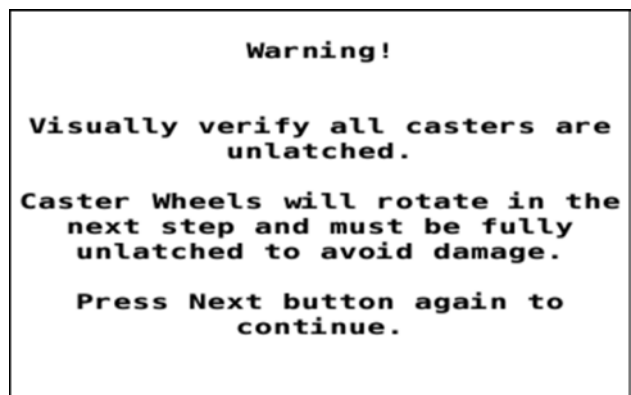 Warning!
Visually verify all casters are
unlatched.
Caster Wheels will rotate in the
next step and must be fully
unlatched to avoid damage.
Press Next button again to
continue.